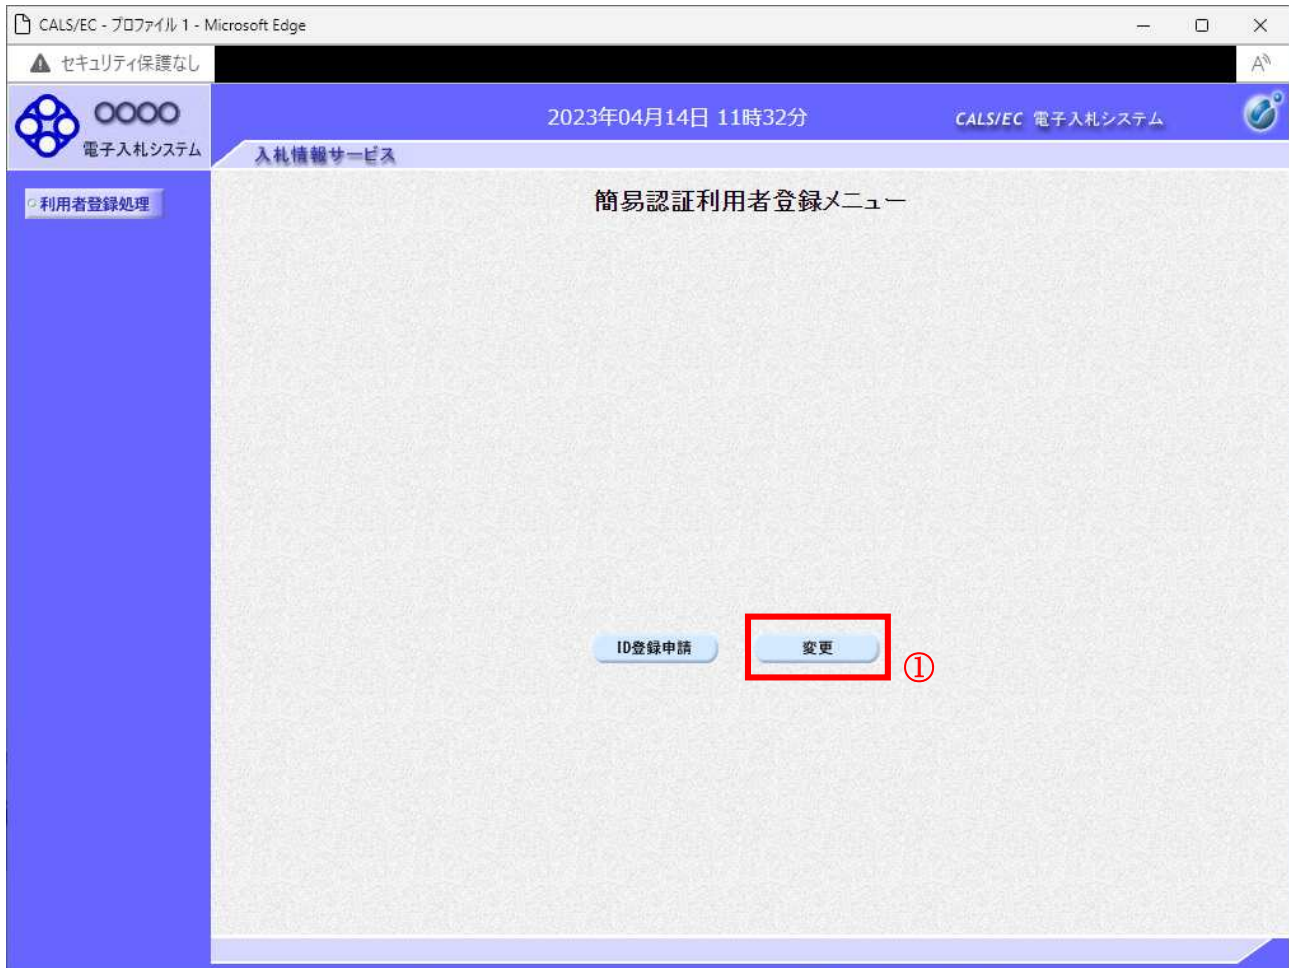 CALS/EC - プロファイル 1 - Microsoft Edge
セキュリティ保護なし
A
○○○○
電子入札システム
2023年04月14日 11時32分
CALS/EC 電子入札システム
入札情報サービス
利用者登録処理
簡易認証利用者登録メニュー
ID登録申請
変更
①